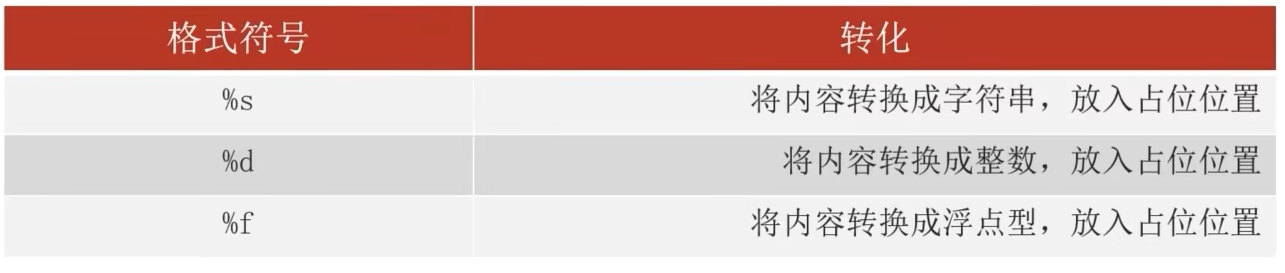 格式符号 转化
%s 将内容转换成字符串，放入占位位置
%d 将内容转换成整数，放入占位位置
%f 将内容转换成浮点型，放入占位位置